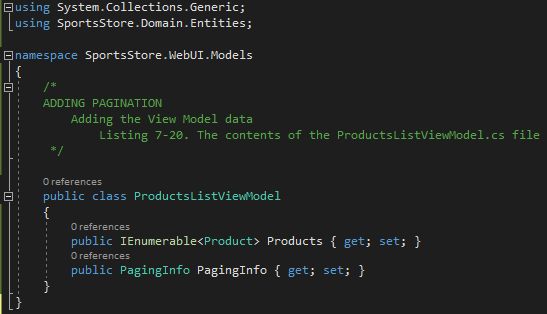 using System.Collections.Generic;
using SportsStore.Domain.Entities;
namespace SportsStore.WebUI.Models
{
/*
ADDING PAGINATION
Adding the View Model data
Listing 7-20. The contents of the ProductsListViewModel.cs file
*/
0 references
public class ProductsListViewModel
{
0 references
public IEnumerable<Product> Products { get; set; }
0 references
public PagingInfo PagingInfo { get; set; }
}
}